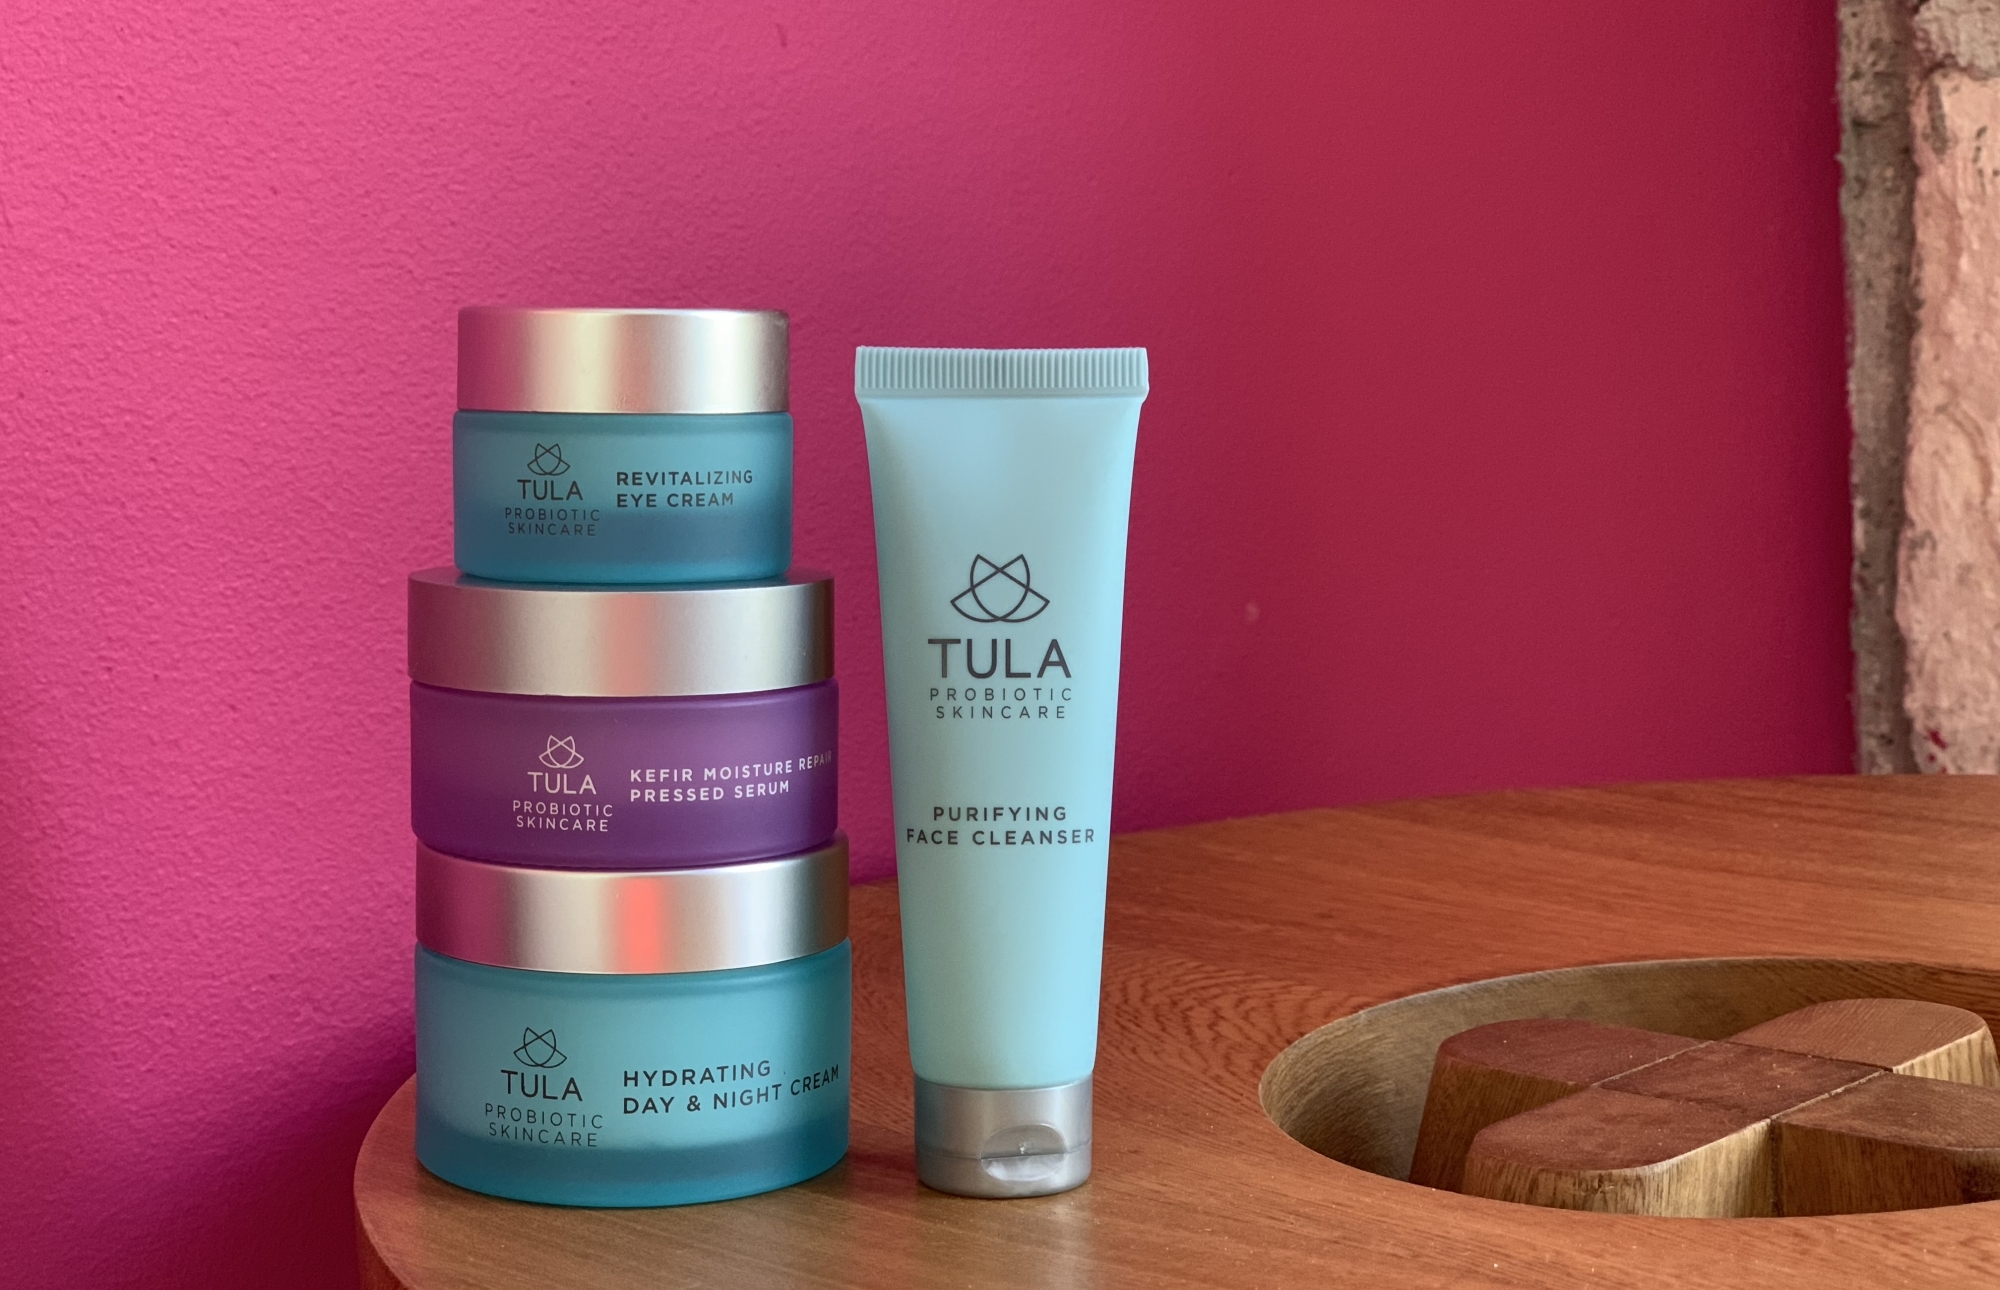 TULA
PROBIOTIC
SKINCARE
REVITALIZING
EYE CREAM
TULA
PROBIOTIC
SKINCARE
KEFIR MOISTURE REPAIR
PRESSED SERUM
TULA
PROBIOTIC
SKINCARE
HYDRATING
DAY & NIGHT CREAM
TULA
PROBIOTIC
SKINCARE
PURIFYING
FACE CLEANSER